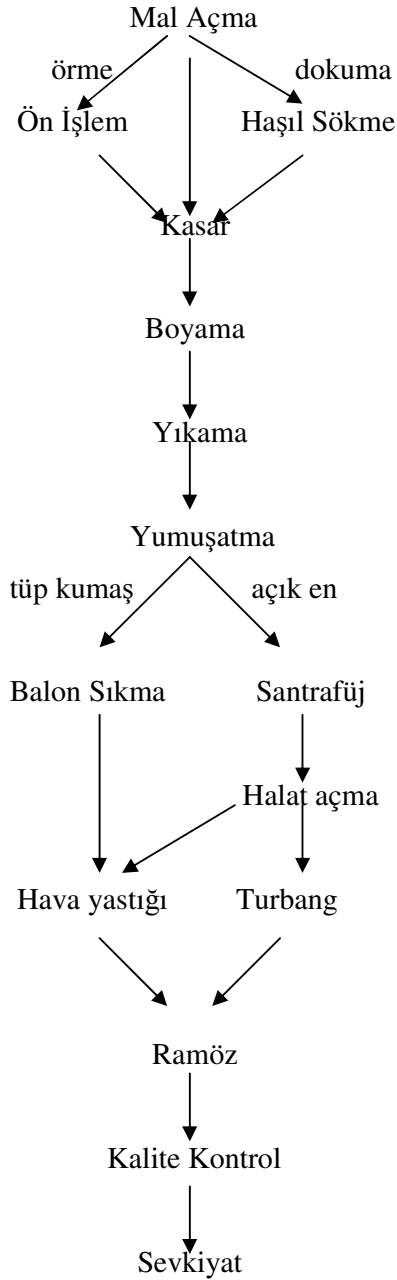 Mal Açma
örme dokuma
Ön İşlem Haşıl Sökme
Kasar
Boyama
Yıkama
Yumuşatma
tüp kumaş açık en
Balon Sıkma Santrafüj
Halat açma
Hava yastığı Turbang
Ramöz
Kalite Kontrol
Sevkiyat